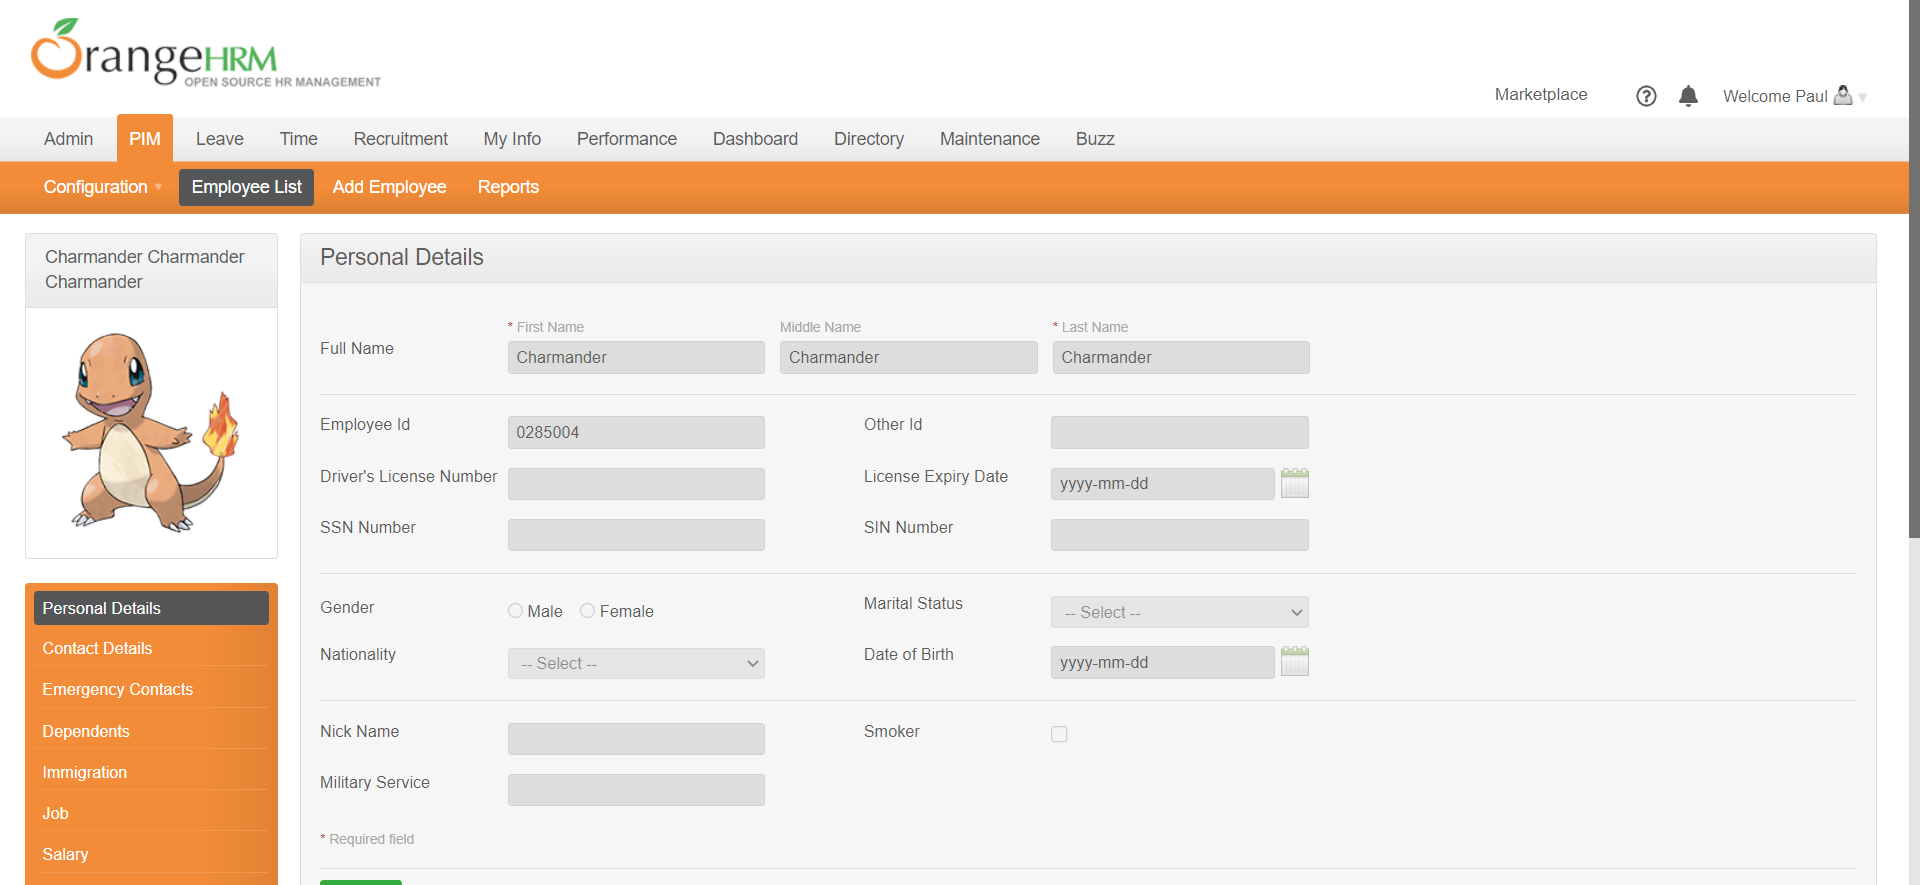 OrangeHRM
OPEN SOURCE HR MANAGEMENT
Marketplace
Welcome Paul
Admin PIM Leave Time Recruitment My Info Performance Dashboard Directory Maintenance Buzz
Configuration Employee List Add Employee Reports
Charmander Charmander
Charmander
Personal Details
* First Name Middle Name * Last Name
Full Name Charmander Charmander Charmander
Employee Id 0285004 Other Id
Driver's License Number License Expiry Date yyyy-mm-dd
SSN Number SIN Number
Gender Male Female Marital Status -- Select --
Nationality -- Select -- Date of Birth yyyy-mm-dd
Nick Name Smoker
Military Service
* Required field
Personal Details
Contact Details
Emergency Contacts
Dependents
Immigration
Job
Salary